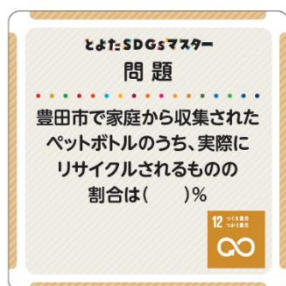 とよたSDGsマスター
問題
豊田市で家庭から収集された
ペットボトルのうち、実際に
リサイクルされるものの
割合は(　　)%
12 つくる責任
つかう責任